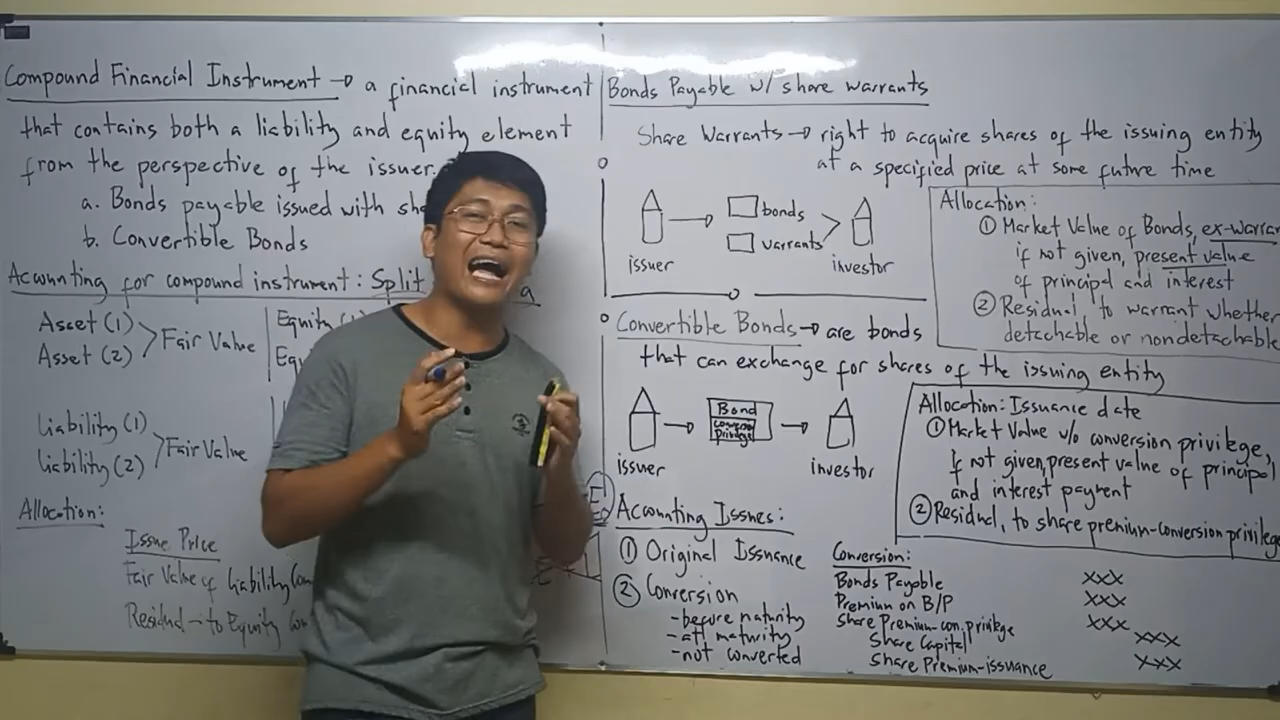 Compound Financial Instrument → a financial instrument
that contains both a liability and equity element
from the perspective of the issuer.
a. Bonds payable issued with sh
b. Convertible Bonds
Accounting for compound instrument: Split
Asset (1)
Asset (2)
Fair Value
Liability (1)
Liability (2)
Fair Value
Allocation:
Issue Price
Fair Value of Liability Com
Residual → to Equity Com
Bonds Payable w/ share warrants
Share Warrants → right to acquire shares of the issuing entity
at a specified price at some future time
issuer
bonds
warrants
investor
Allocation:
① Market Value of Bonds, ex-warran
if not given, present value
of principal and interest
② Residual, to warrant whether
detachable or nondetachable
Convertible Bonds → are bonds
that can exchange for shares of the issuing entity
issuer
Bond
conversion
privilege
investor
Allocation: Issuance date
① Market Value w/o conversion privilege,
If not given, present value of principal
and interest payment
② Residual, to share premium-conversion privilege
Accounting Issues:
① Original Issuance
② Conversion
- before maturity
- at maturity
- not converted
Conversion:
Bonds Payable xxx
Premium on B/P xxx
Share Premium-con. privilege xxx
Share Capital xxx
Share Premium-issuance xxx